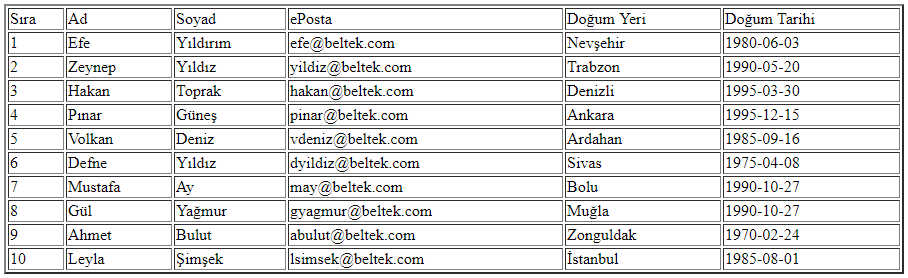 Sıra Ad Soyad ePosta Doğum Yeri Doğum Tarihi
1 Efe Yıldırım efe@beltek.com Nevşehir 1980-06-03
2 Zeynep Yıldız yildiz@beltek.com Trabzon 1990-05-20
3 Hakan Toprak hakan@beltek.com Denizli 1995-03-30
4 Pınar Güneş pinar@beltek.com Ankara 1995-12-15
5 Volkan Deniz vdeniz@beltek.com Ardahan 1985-09-16
6 Defne Yıldız dyildiz@beltek.com Sivas 1975-04-08
7 Mustafa Ay may@beltek.com Bolu 1990-10-27
8 Gül Yağmur gyagmur@beltek.com Muğla 1990-10-27
9 Ahmet Bulut abulut@beltek.com Zonguldak 1970-02-24
10 Leyla Şimşek lsimsek@beltek.com İstanbul 1985-08-01